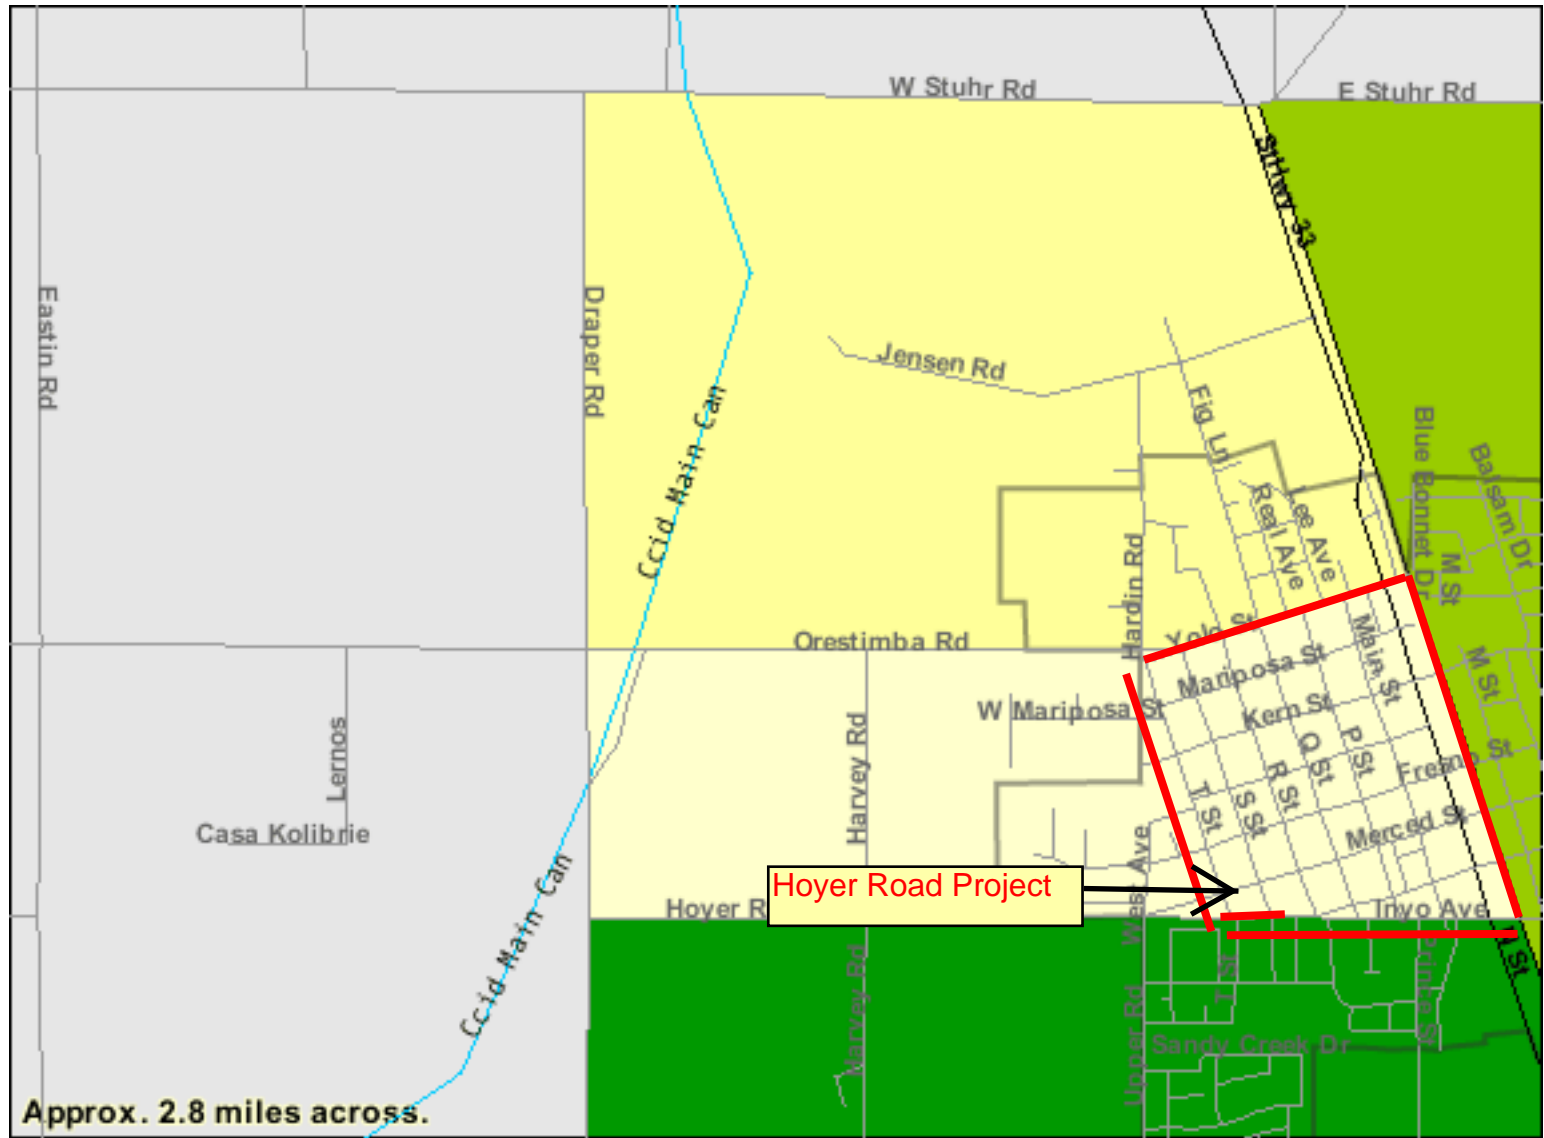 W Stuhr Rd
E Stuhr Rd
StHwy 33
Eastin Rd
Draper Rd
Jensen Rd
Ccid Main Can
Fig Ln
Real Ave
Lee Ave
Blue Bonnet Dr
Balsam Dr
M St
Hardin Rd
Yolo St
Orestimba Rd
Mariposa St
Main St
M St
W Mariposa St
Kern St
Lernos
Harvey Rd
T St
S St
R St
Q St
P St
Fresno St
Casa Kolibrie
Merced St
Ccid Main Can
West Ave
Hoyer Road Project
Hoyer R
Inyo Ave
Harvey Rd
T St
Prince St
N St
Upper Rd
Sandy Creek Dr
Approx. 2.8 miles across.